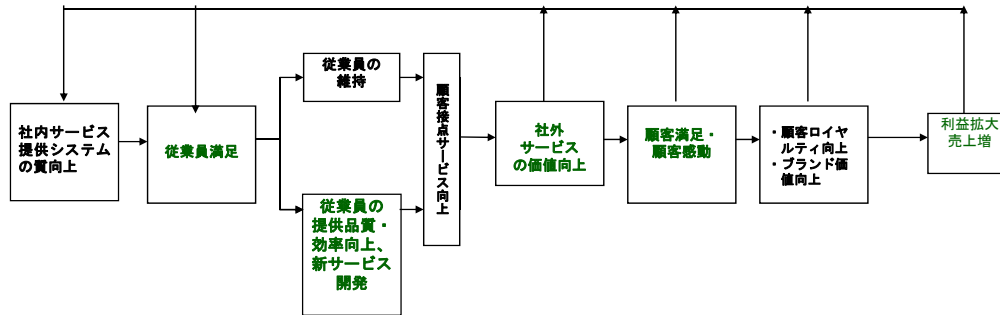 社内サービス
提供システム
の質向上
従業員満足
従業員の
維持
従業員の
提供品質・
効率向上、
新サービス
開発
顧客接点サービス向上
社外
サービス
の価値向上
顧客満足・
顧客感動
・顧客ロイヤ
ルティ向上
・ブランド価
値向上
利益拡大
売上増